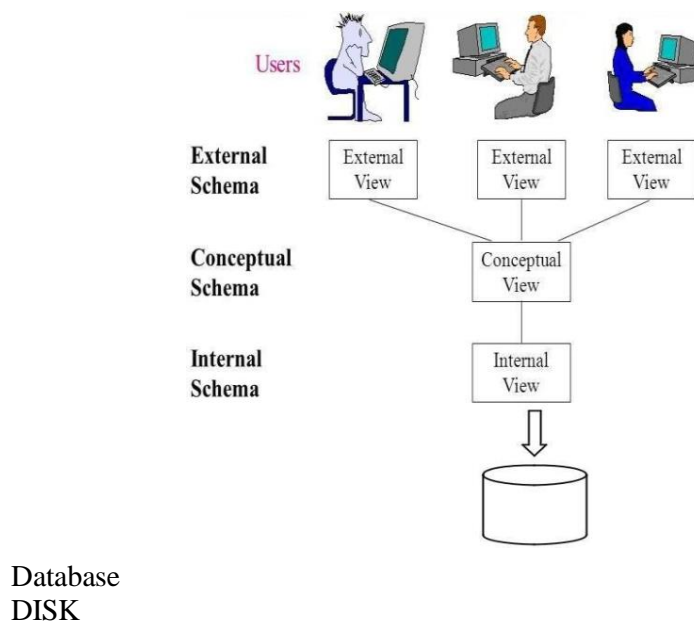 Users
External
Schema
External
View
External
View
External
View
Conceptual
Schema
Conceptual
View
Internal
Schema
Internal
View
Database
DISK